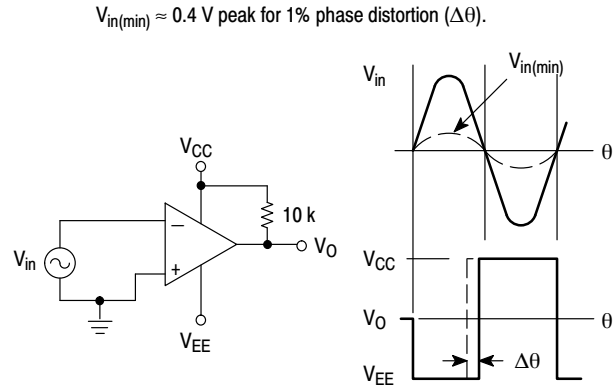 V_in(min) ≈ 0.4 V peak for 1% phase distortion (Δθ).
V_in
V_in(min)
θ
V_CC
10 k
−
+
V_O
V_in
V_EE
V_CC
V_O
θ
V_EE
Δθ